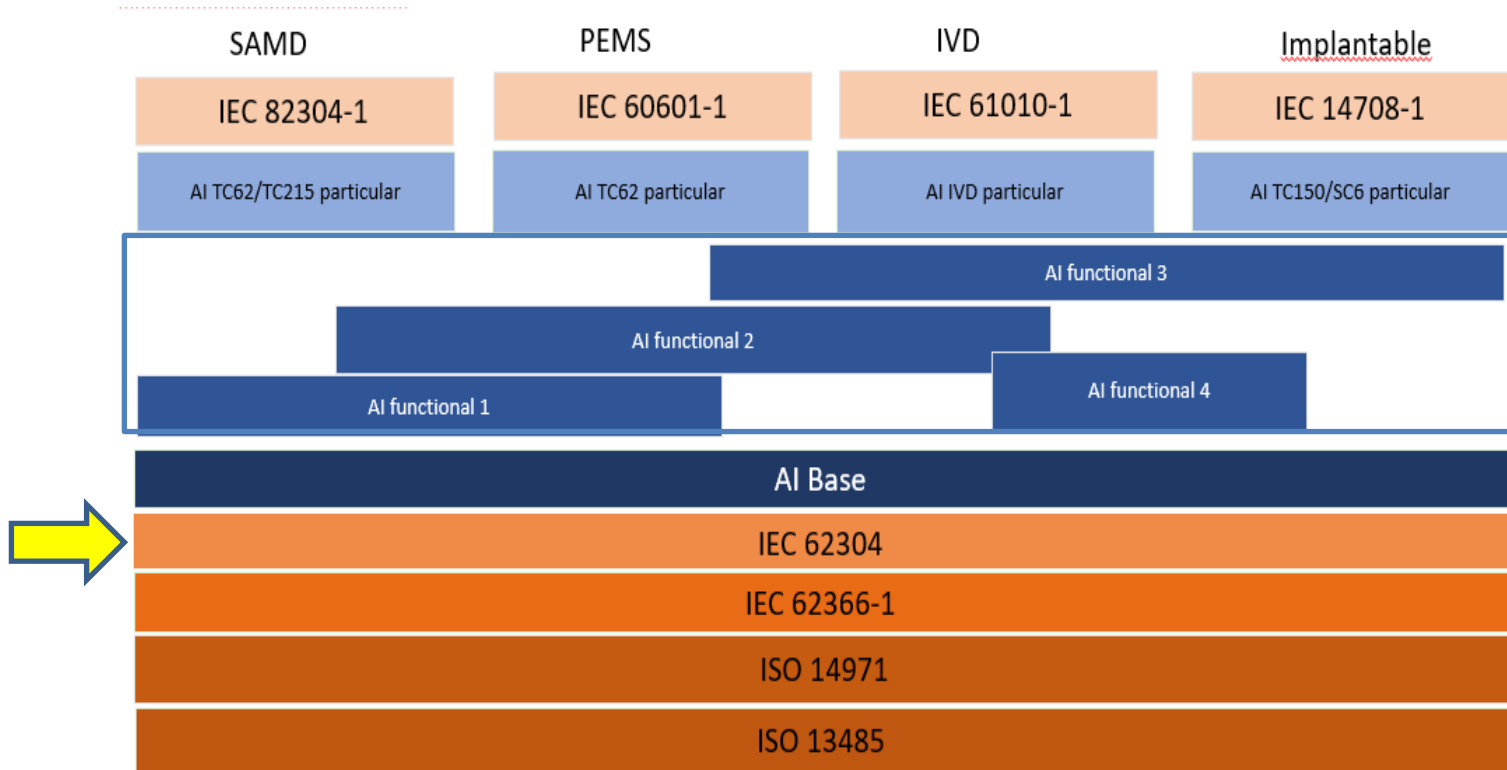 SAMD
PEMS
IVD
Implantable
IEC 82304-1
IEC 60601-1
IEC 61010-1
IEC 14708-1
AI TC62/TC215 particular
AI TC62 particular
AI IVD particular
AI TC150/SC6 particular
AI functional 3
AI functional 2
AI functional 4
AI functional 1
AI Base
IEC 62304
IEC 62366-1
ISO 14971
ISO 13485